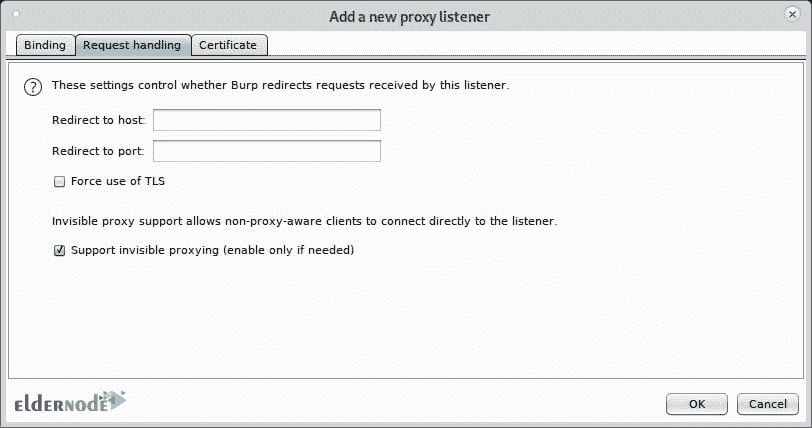 Add a new proxy listener
Binding Request handling Certificate
? These settings control whether Burp redirects requests received by this listener.
Redirect to host:
Redirect to port:
Force use of TLS
Invisible proxy support allows non-proxy-aware clients to connect directly to the listener.
Support invisible proxying (enable only if needed)
ELDERNODE
OK Cancel